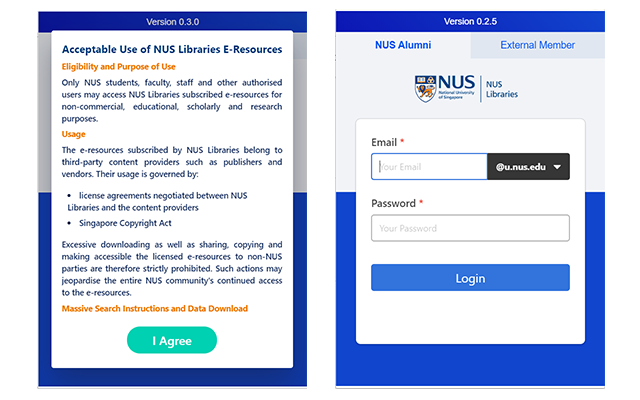 Version 0.3.0
Acceptable Use of NUS Libraries E-Resources
Eligibility and Purpose of Use
Only NUS students, faculty, staff and other authorised
users may access NUS Libraries subscribed e-resources for
non-commercial, educational, scholarly and research
purposes.
Usage
The e-resources subscribed by NUS Libraries belong to
third-party content providers such as publishers and
vendors. Their usage is governed by:
• license agreements negotiated between NUS
Libraries and the content providers
• Singapore Copyright Act
Excessive downloading as well as sharing, copying and
making accessible the licensed e-resources to non-NUS
parties are therefore strictly prohibited. Such actions may
jeopardise the entire NUS community's continued access
to the e-resources.
Massive Search Instructions and Data Download
I Agree
Version 0.2.5
NUS Alumni
External Member
NUS
National University
of Singapore
NUS
Libraries
Email *
Your Email
@u.nus.edu
Password *
Your Password
Login